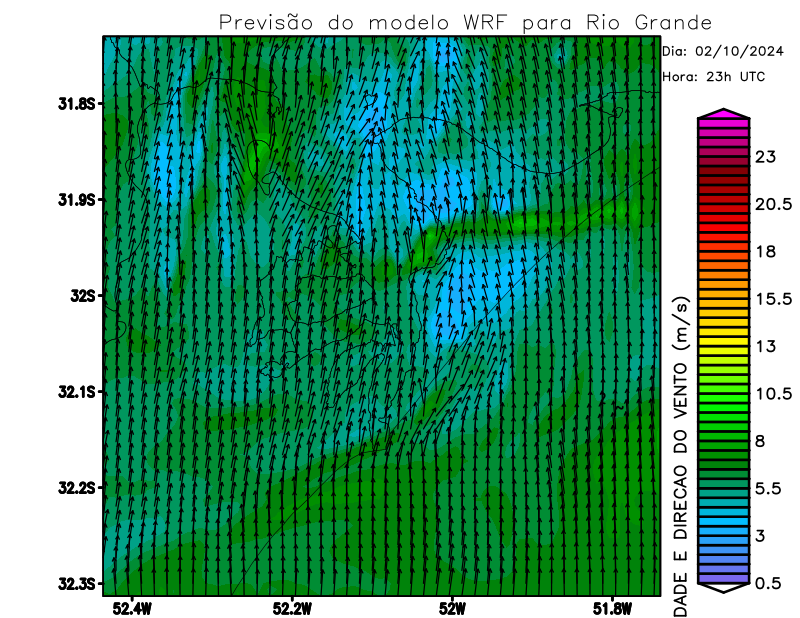 Previsão do modelo WRF para Rio Grande
Dia: 02/10/2024
Hora: 23h UTC
31.8S
31.9S
32S
32.1S
32.2S
32.3S
52.4W
52.2W
52W
51.8W
23
20.5
18
15.5
13
10.5
8
5.5
3
0.5
DADE E DIRECAO DO VENTO (m/s)